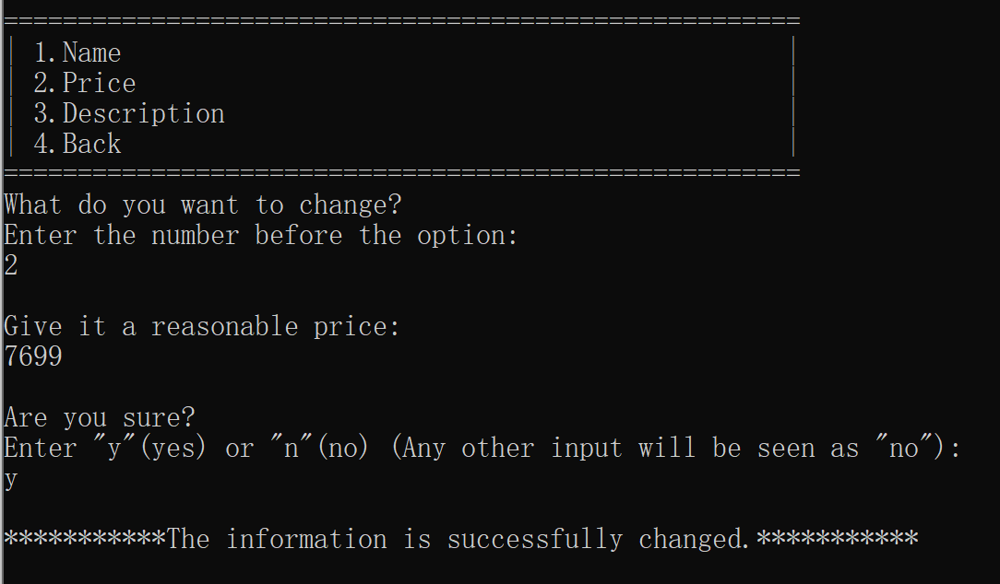 ======================================================
| 1.Name                                             |
| 2.Price                                            |
| 3.Description                                      |
| 4.Back                                             |
======================================================
What do you want to change?
Enter the number before the option:
2
Give it a reasonable price:
7699
Are you sure?
Enter "y"(yes) or "n"(no) (Any other input will be seen as "no"):
y
***********The information is successfully changed.***********